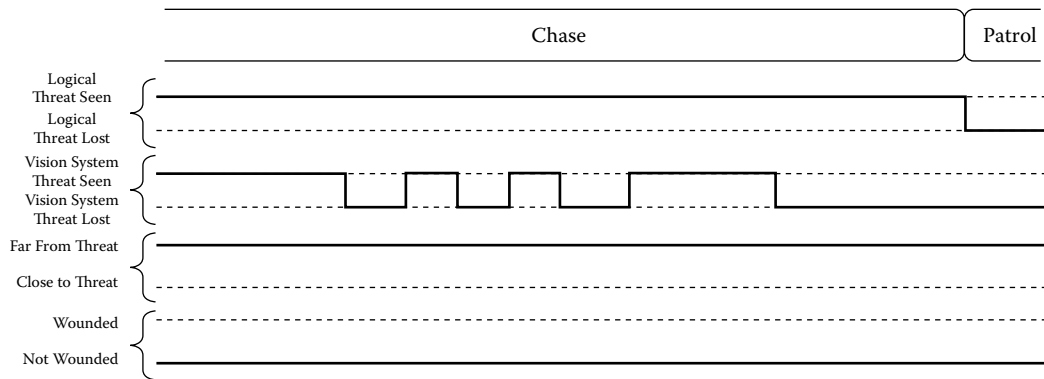 Chase
Patrol
Logical
Threat Seen
Logical
Threat Lost
Vision System
Threat Seen
Vision System
Threat Lost
Far From Threat
Close to Threat
Wounded
Not Wounded